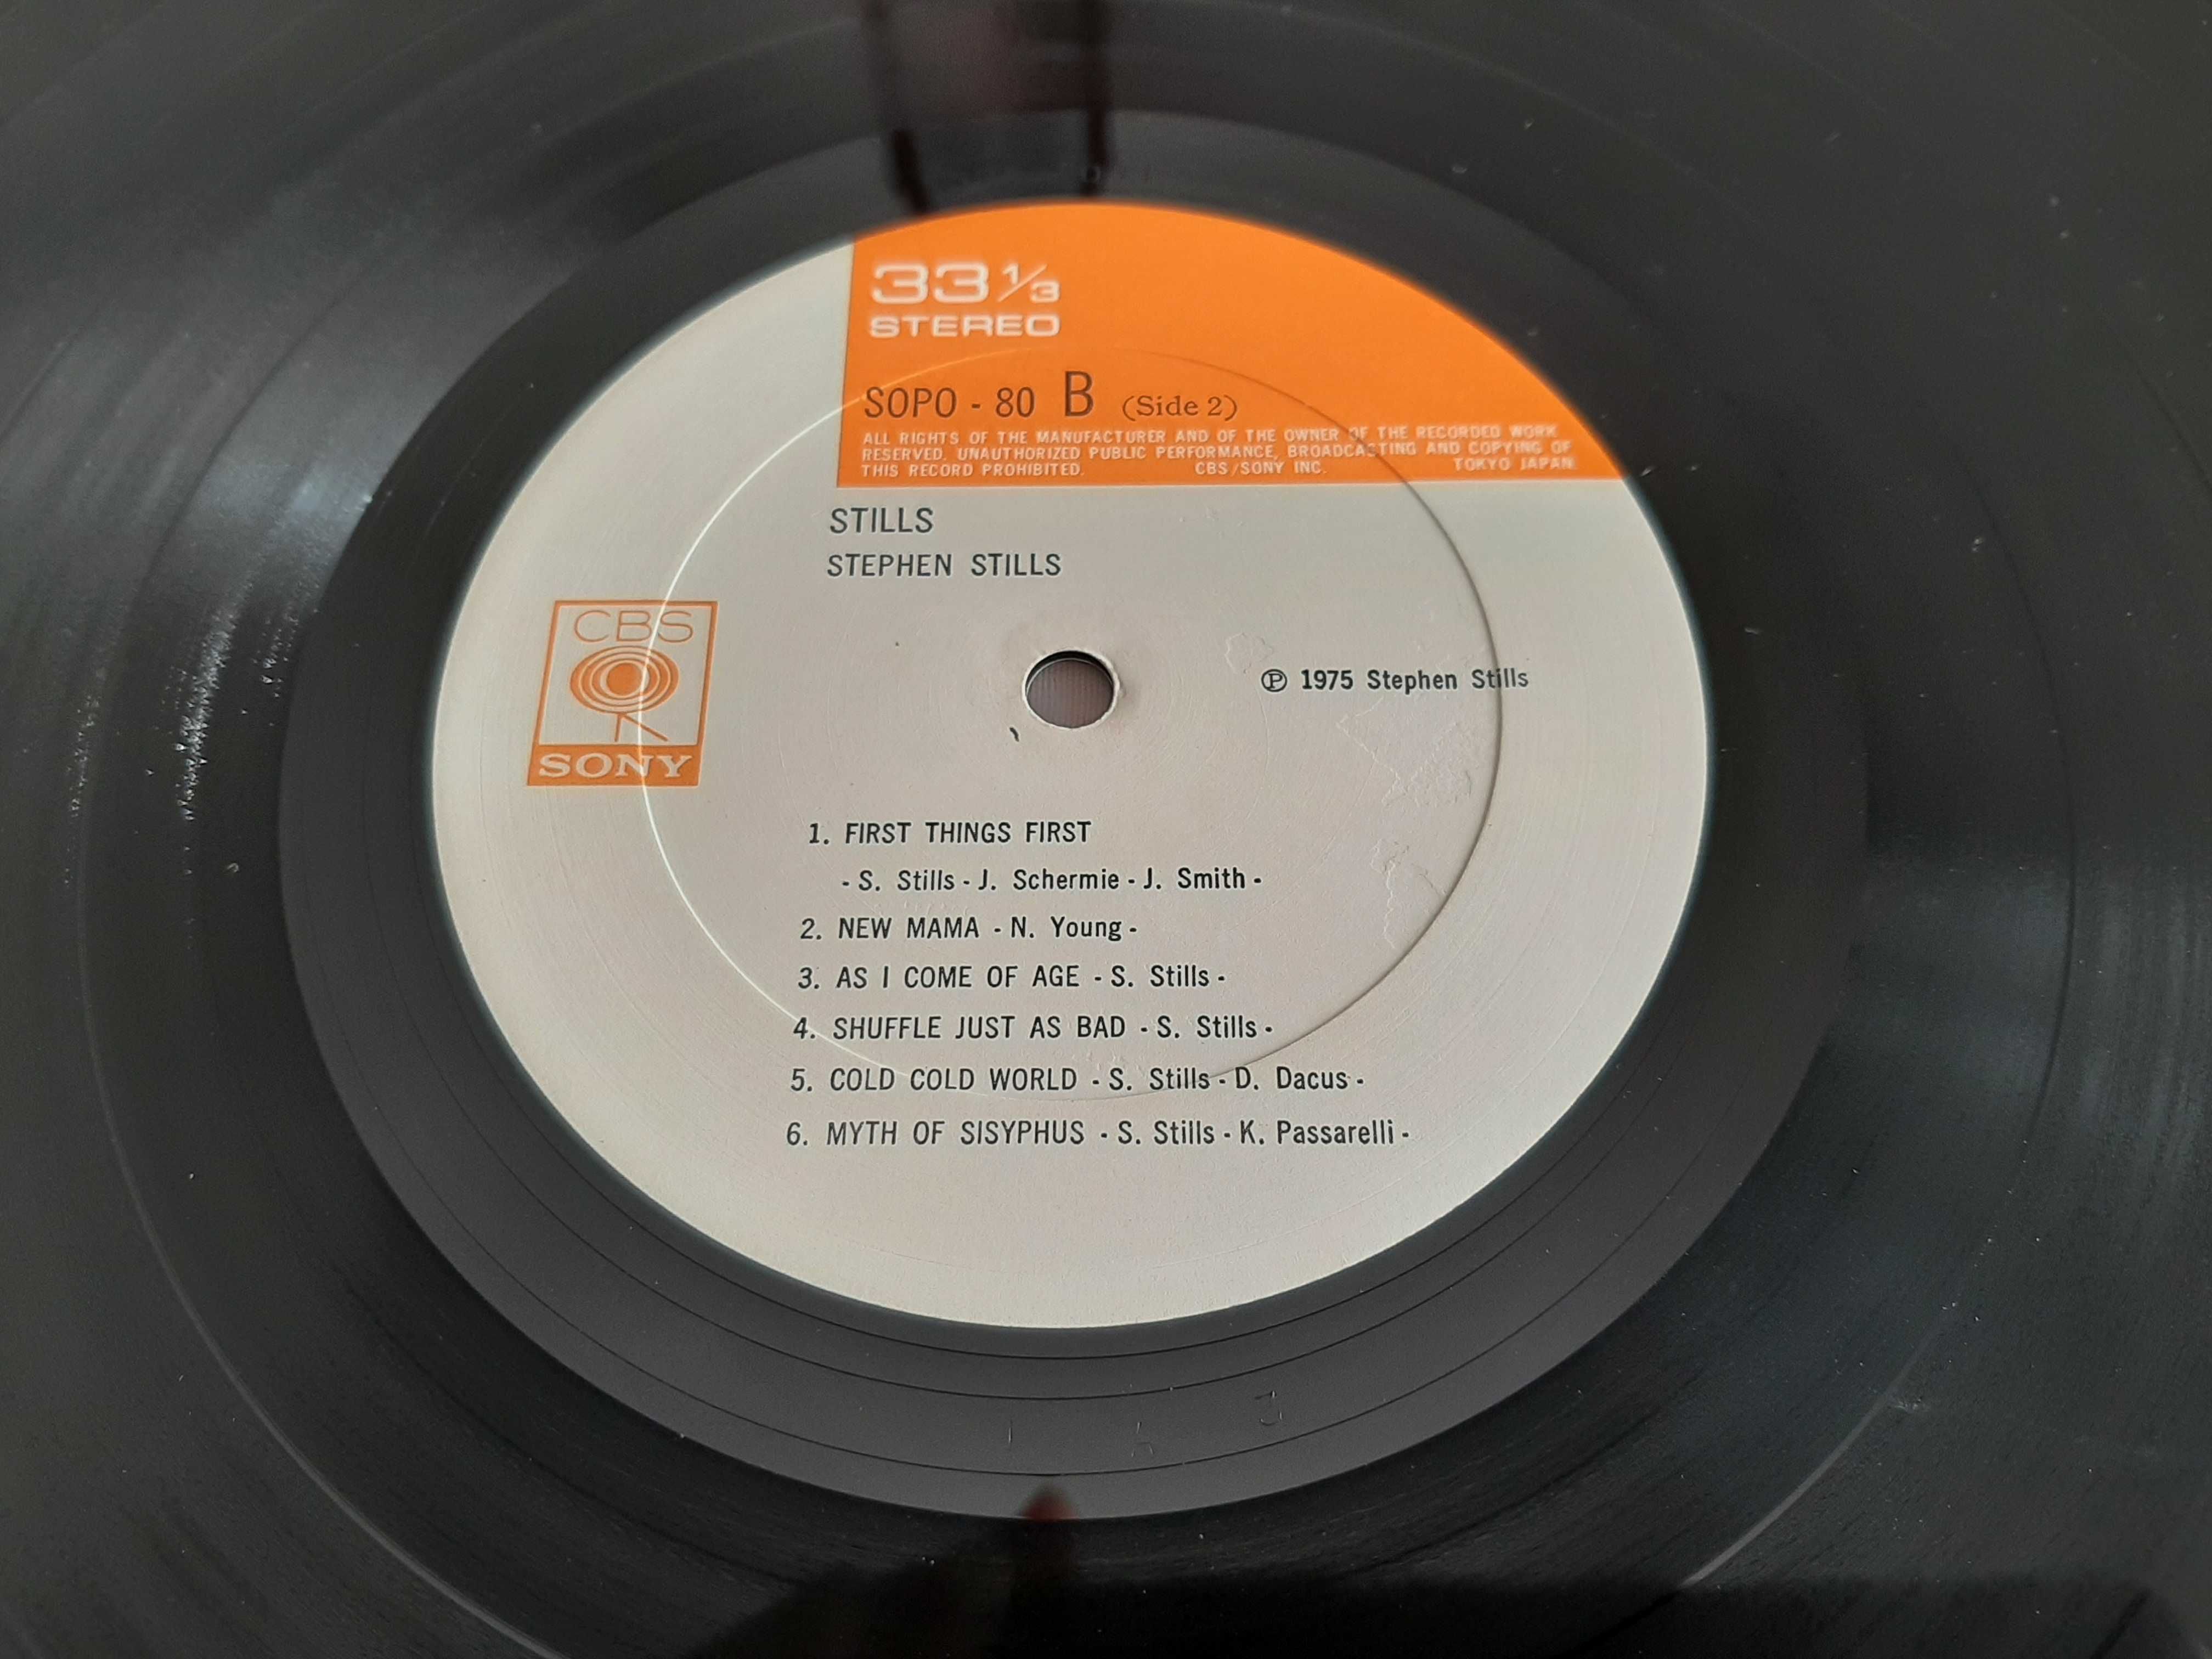 33 1/3
STEREO
SOPO - 80 B (Side 2)
ALL RIGHTS OF THE MANUFACTURER AND OF THE OWNER OF THE RECORDED WORK
RESERVED. UNAUTHORIZED PUBLIC PERFORMANCE, BROADCASTING AND COPYING OF
THIS RECORD PROHIBITED. CBS/SONY INC. TOKYO JAPAN
STILLS
STEPHEN STILLS
CBS
SONY
Ⓟ 1975 Stephen Stills
1. FIRST THINGS FIRST
- S. Stills - J. Schermie - J. Smith -
2. NEW MAMA - N. Young -
3. AS I COME OF AGE - S. Stills -
4. SHUFFLE JUST AS BAD - S. Stills -
5. COLD COLD WORLD - S. Stills - D. Dacus -
6. MYTH OF SISYPHUS - S. Stills - K. Passarelli -